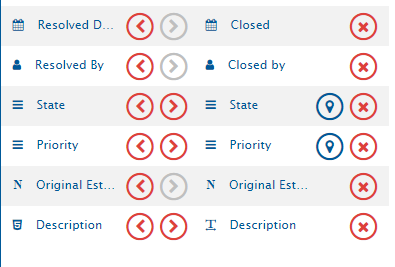 Resolved D... Closed
Resolved By Closed by
State State
Priority Priority
N Original Est... N Original Est...
Description T Description